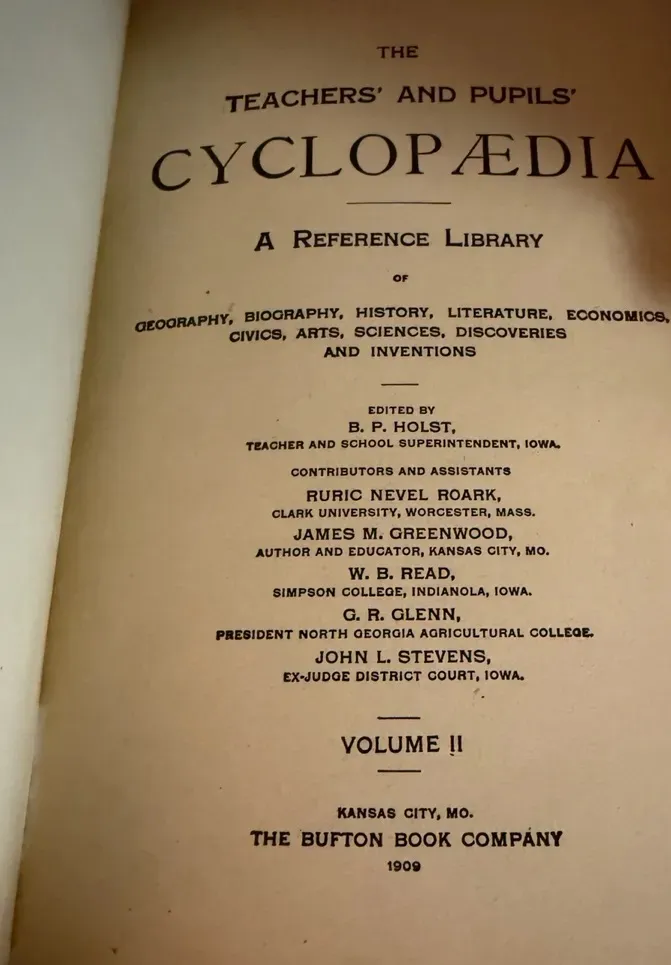 THE
TEACHERS' AND PUPILS'
CYCLOPÆDIA
A REFERENCE LIBRARY
OF
GEOGRAPHY, BIOGRAPHY, HISTORY, LITERATURE, ECONOMICS,
CIVICS, ARTS, SCIENCES, DISCOVERIES
AND INVENTIONS
EDITED BY
B. P. HOLST,
TEACHER AND SCHOOL SUPERINTENDENT, IOWA.
CONTRIBUTORS AND ASSISTANTS
RURIC NEVEL ROARK,
CLARK UNIVERSITY, WORCESTER, MASS.
JAMES M. GREENWOOD,
AUTHOR AND EDUCATOR, KANSAS CITY, MO.
W. B. READ,
SIMPSON COLLEGE, INDIANOLA, IOWA.
G. R. GLENN,
PRESIDENT NORTH GEORGIA AGRICULTURAL COLLEGE.
JOHN L. STEVENS,
EX-JUDGE DISTRICT COURT, IOWA.
VOLUME II
KANSAS CITY, MO.
THE BUFTON BOOK COMPANY
1909